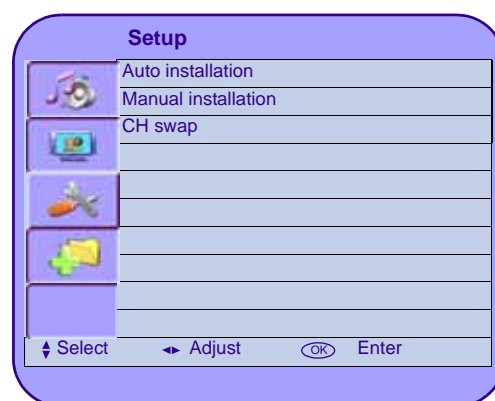 Setup
Auto installation
Manual installation
CH swap
Select Adjust OK Enter